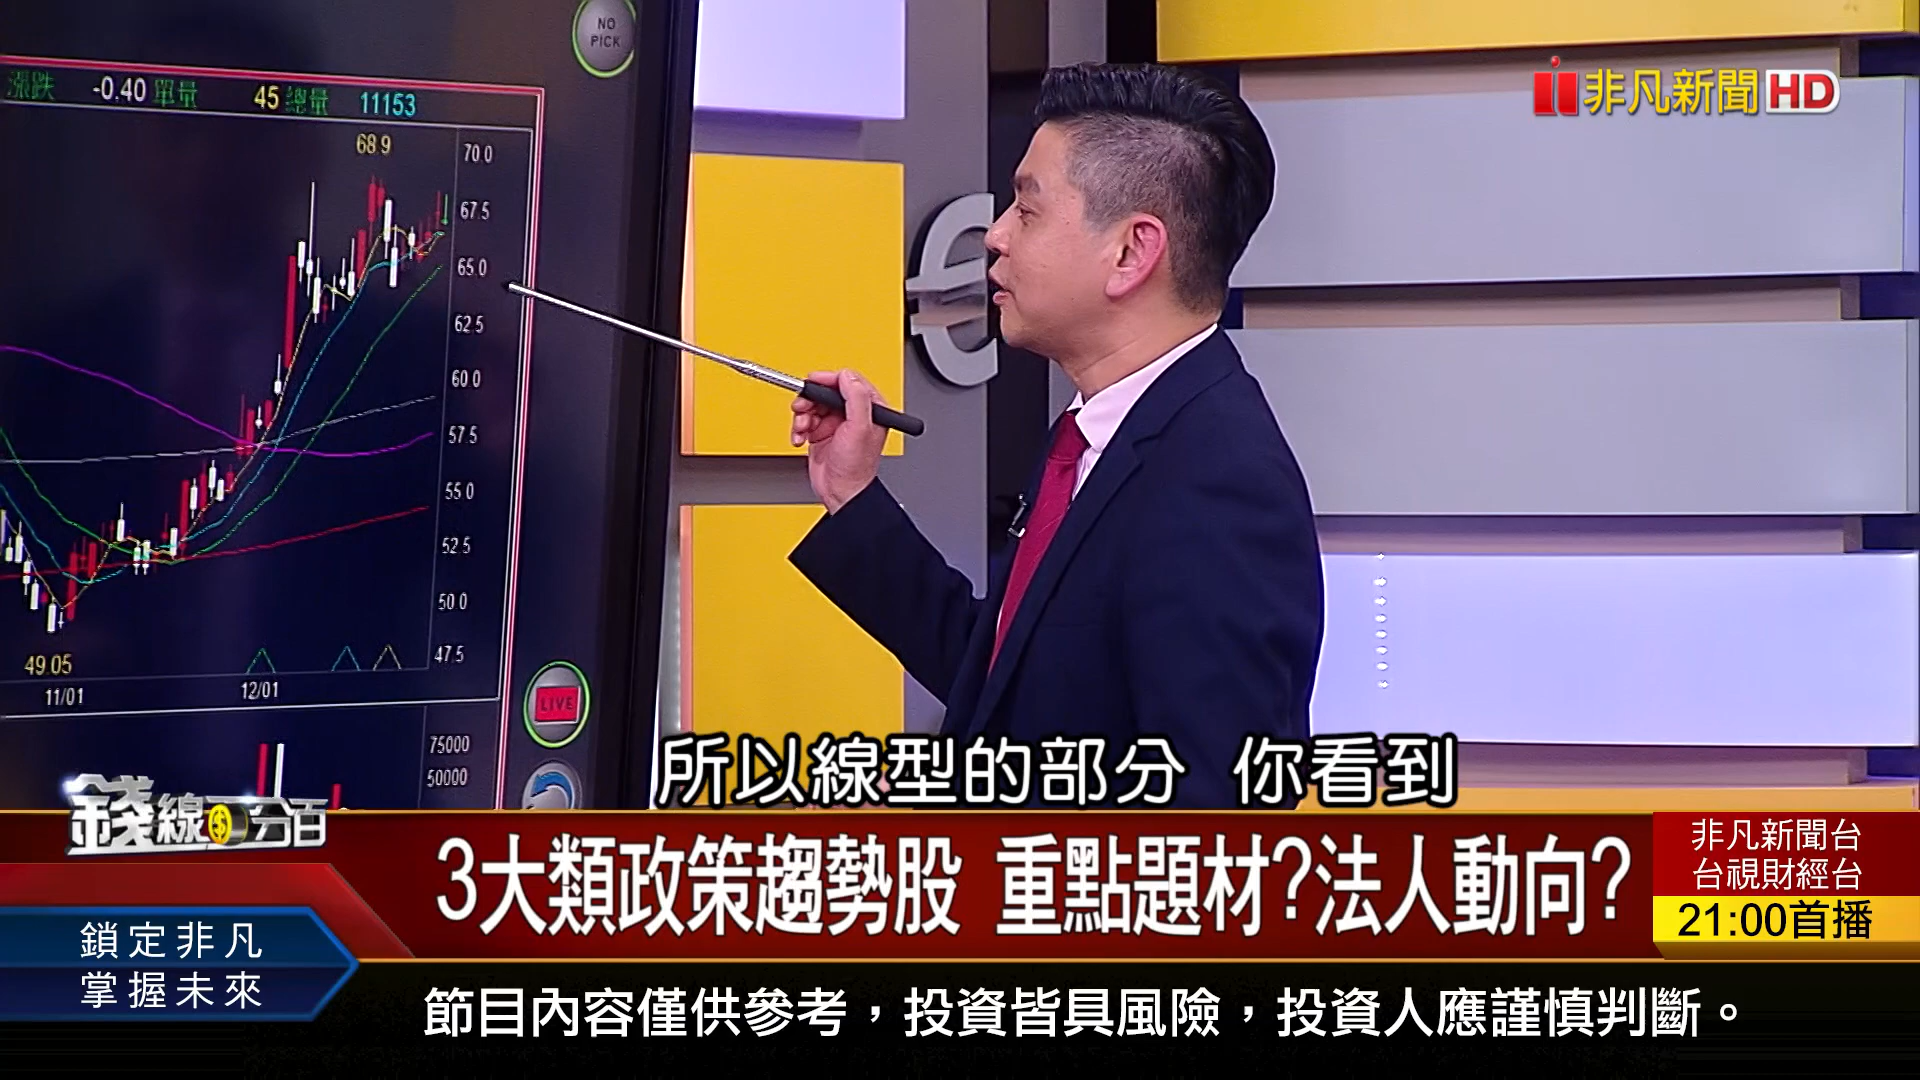 NO
PICK
漲跌 -0.40 單量 45 總量 11153
68.9
70.0
67.5
65.0
62.5
60.0
57.5
55.0
52.5
50.0
47.5
49.05
11/01
12/01
LIVE
75000
50000
非凡新聞HD
所以線型的部分 你看到
錢線百分百
3大類政策趨勢股 重點題材?法人動向?
非凡新聞台
台視財經台
21:00首播
鎖定非凡
掌握未來
節目內容僅供參考，投資皆具風險，投資人應謹慎判斷。